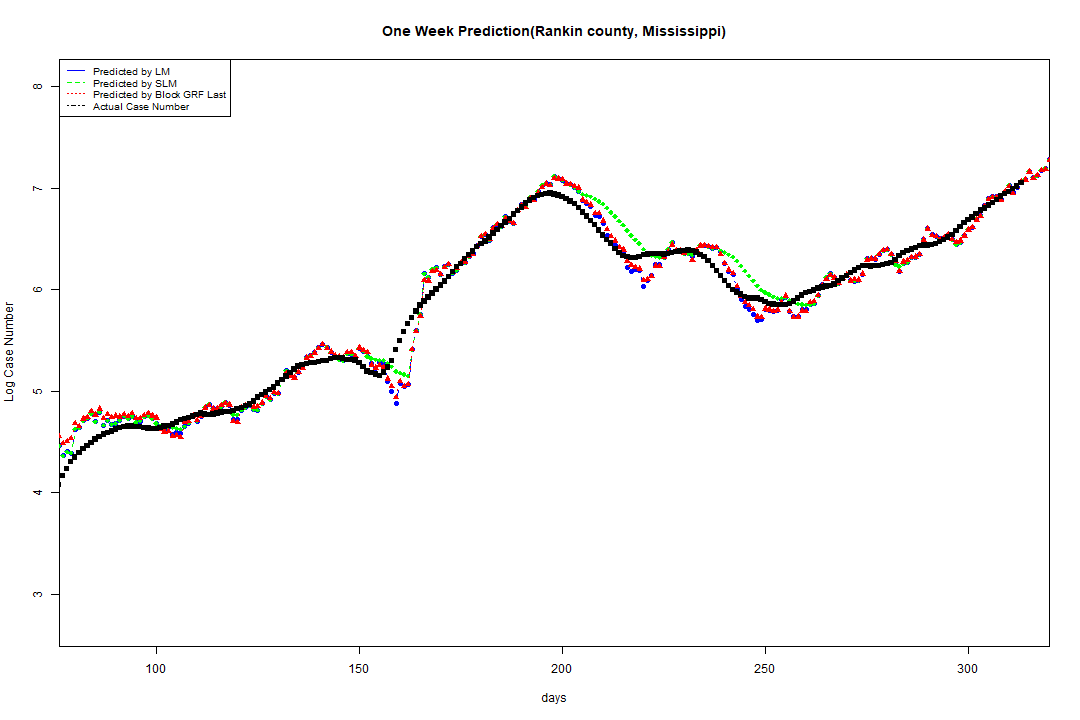 One Week Prediction(Rankin county, Mississippi)
Predicted by LM
Predicted by SLM
Predicted by Block GRF Last
Actual Case Number
8
7
6
5
4
3
Log Case Number
100 150 200 250 300
days